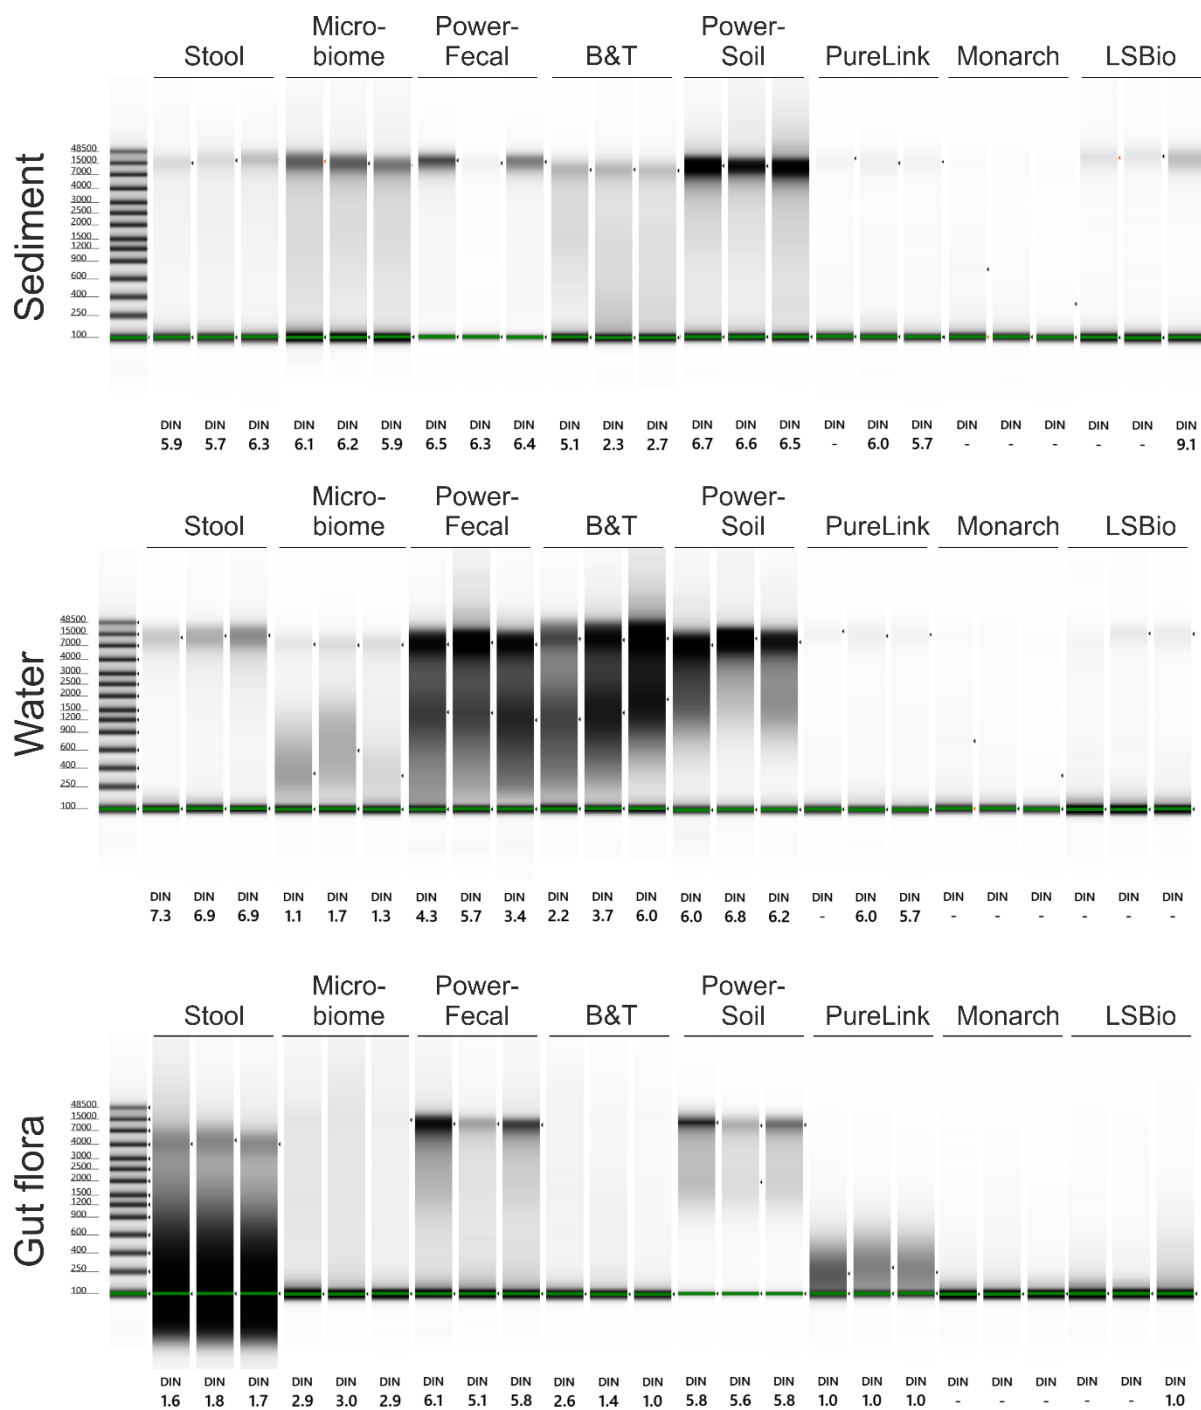 Micro- Power- Power-
Stool biome Fecal B&T Soil PureLink Monarch LSBio
Sediment
48500
15000
7000
4000
3000
2500
2000
1500
1200
900
600
400
250
100
DIN DIN DIN DIN DIN DIN DIN DIN DIN DIN DIN DIN DIN DIN DIN DIN DIN DIN DIN DIN DIN DIN DIN DIN
5.9 5.7 6.3 6.1 6.2 5.9 6.5 6.3 6.4 5.1 2.3 2.7 6.7 6.6 6.5 - 6.0 5.7 - - - - - 9.1
Micro- Power- Power-
Stool biome Fecal B&T Soil PureLink Monarch LSBio
Water
48500
15000
7000
4000
3000
2500
2000
1500
1200
900
600
400
250
100
DIN DIN DIN DIN DIN DIN DIN DIN DIN DIN DIN DIN DIN DIN DIN DIN DIN DIN DIN DIN DIN DIN DIN DIN
7.3 6.9 6.9 1.1 1.7 1.3 4.3 5.7 3.4 2.2 3.7 6.0 6.0 6.8 6.2 - 6.0 5.7 - - - - - -
Micro- Power- Power-
Stool biome Fecal B&T Soil PureLink Monarch LSBio
Gut flora
48500
15000
7000
4000
3000
2500
2000
1500
1200
900
600
400
250
100
DIN DIN DIN DIN DIN DIN DIN DIN DIN DIN DIN DIN DIN DIN DIN DIN DIN DIN DIN DIN DIN DIN DIN DIN
1.6 1.8 1.7 2.9 3.0 2.9 6.1 5.1 5.8 2.6 1.4 1.0 5.8 5.6 5.8 1.0 1.0 1.0 - - - - - 1.0